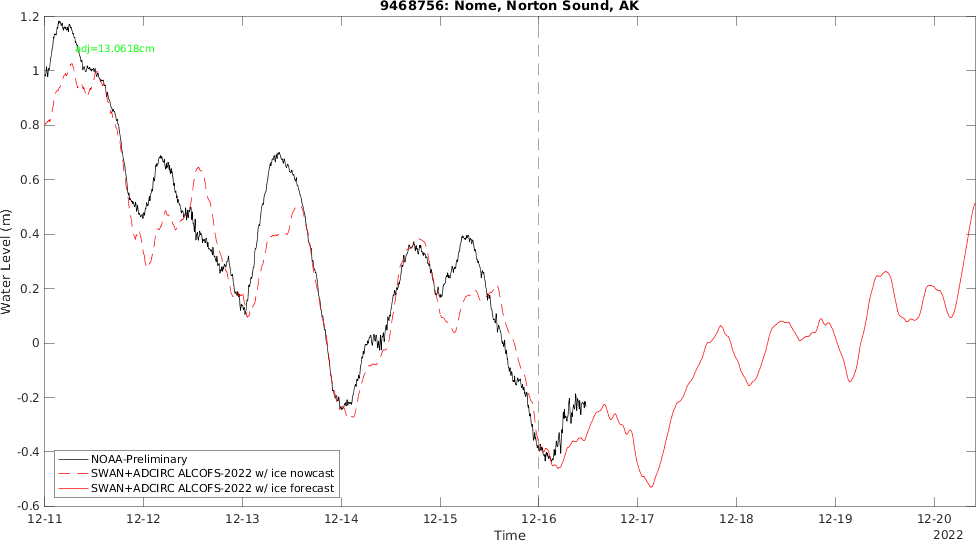 9468756: Nome, Norton Sound, AK
1.2
adj=13.0618cm
1
0.8
0.6
0.4
0.2
0
-0.2
-0.4
-0.6
Water Level (m)
NOAA-Preliminary
SWAN+ADCIRC ALCOFS-2022 w/ ice nowcast
SWAN+ADCIRC ALCOFS-2022 w/ ice forecast
12-11 12-12 12-13 12-14 12-15 12-16 12-17 12-18 12-19 12-20
Time
2022